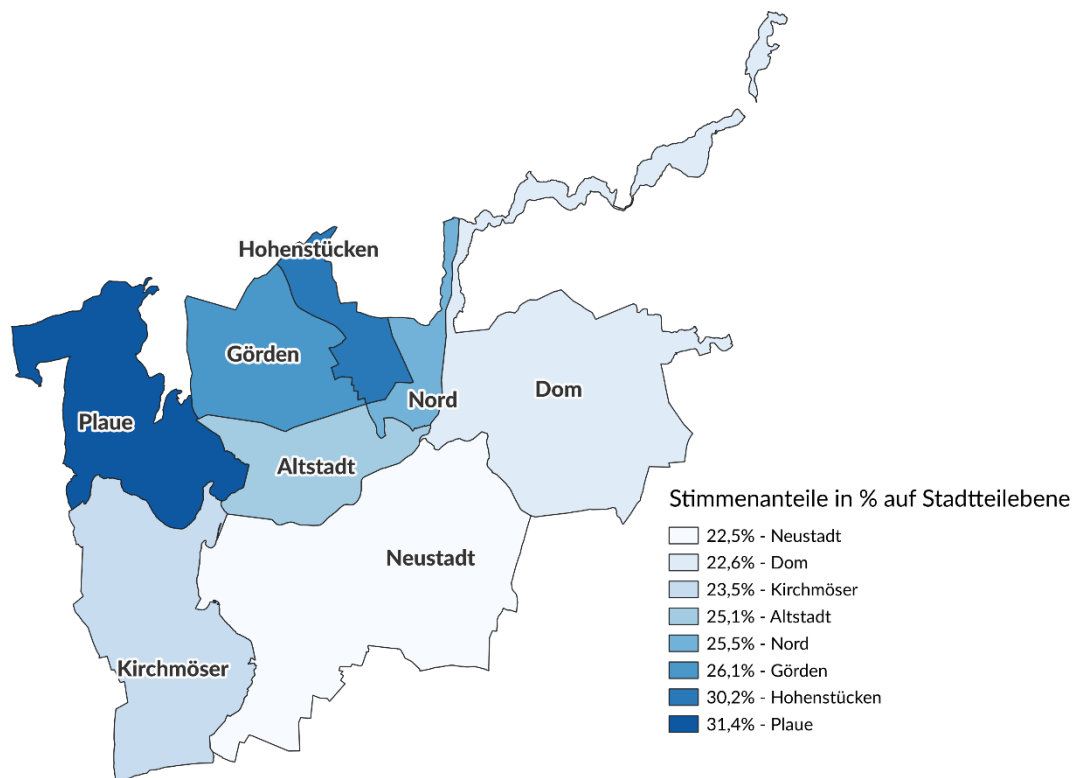 Hohenstücken
Görden
Dom
Nord
Plaue
Altstadt
Neustadt
Kirchmöser
Stimmenanteile in % auf Stadtteilebene
22,5% - Neustadt
22,6% - Dom
23,5% - Kirchmöser
25,1% - Altstadt
25,5% - Nord
26,1% - Görden
30,2% - Hohenstücken
31,4% - Plaue